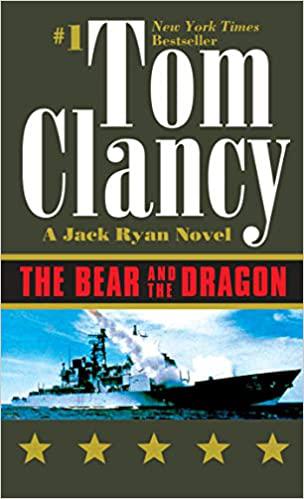 #1 New York Times
Bestseller
Tom
Clancy
A Jack Ryan Novel
THE BEAR AND THE DRAGON